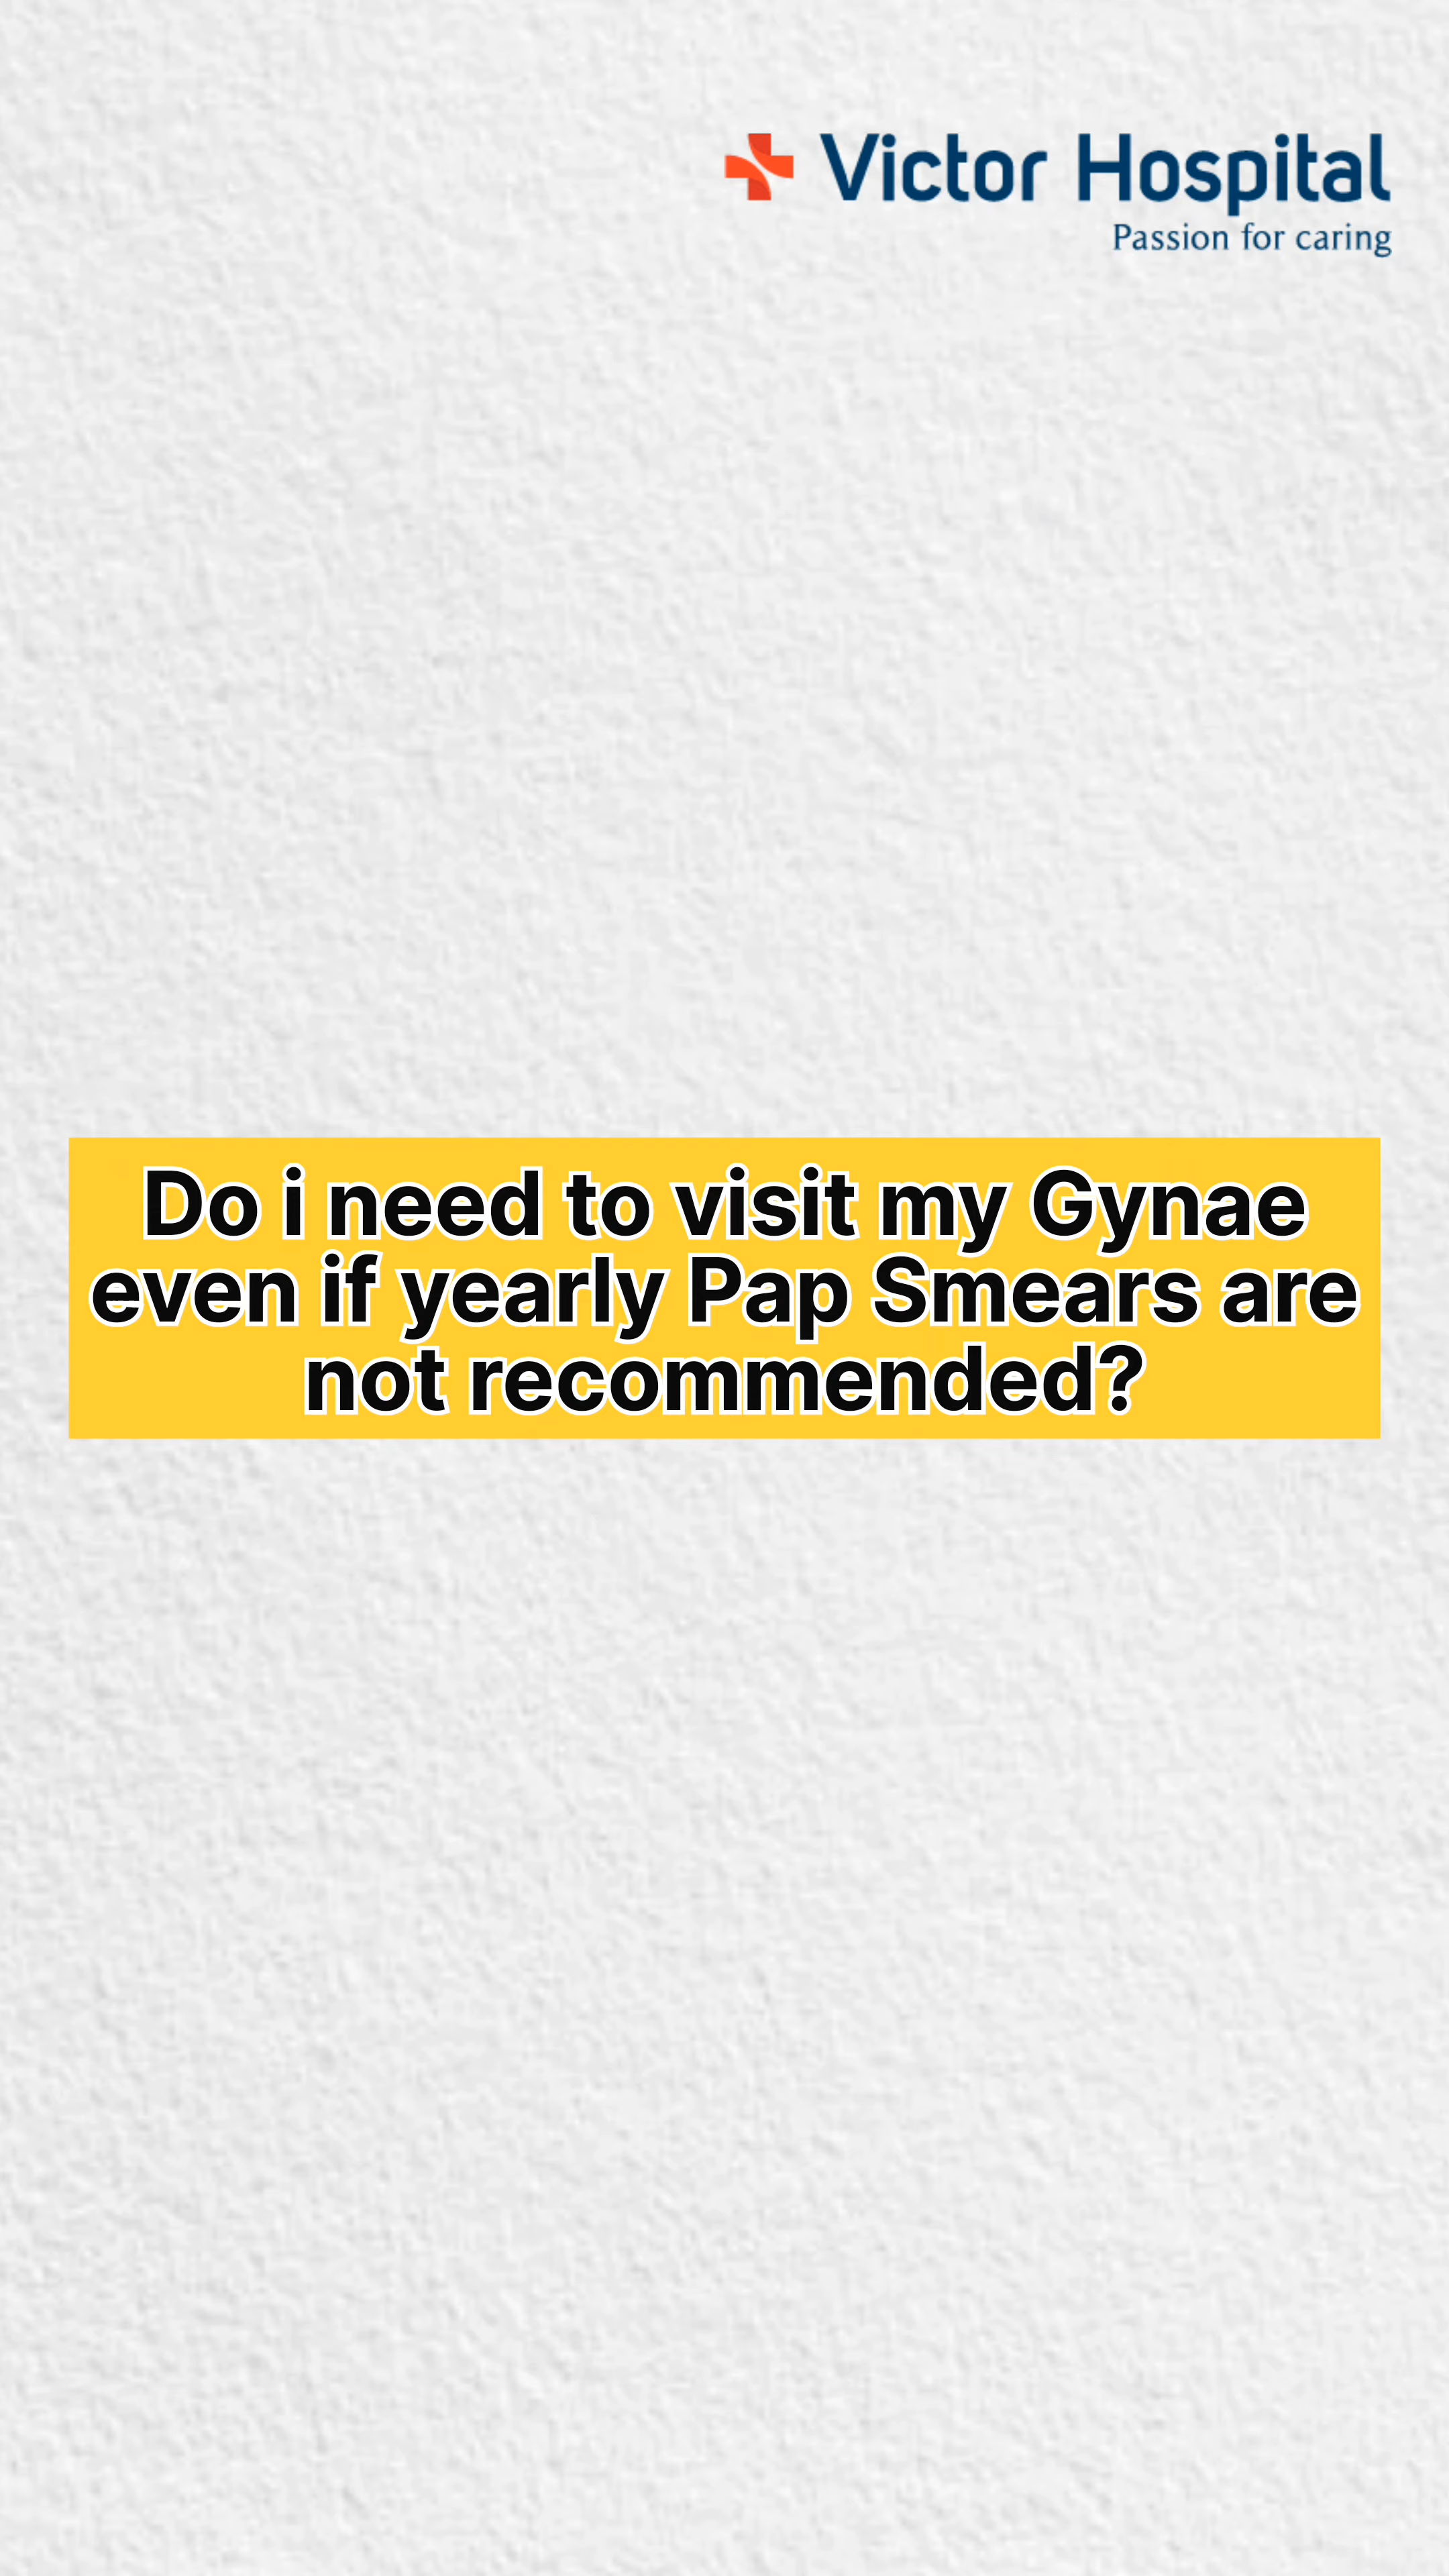 Victor Hospital
Passion for caring
Do i need to visit my Gynae
even if yearly Pap Smears are
not recommended?